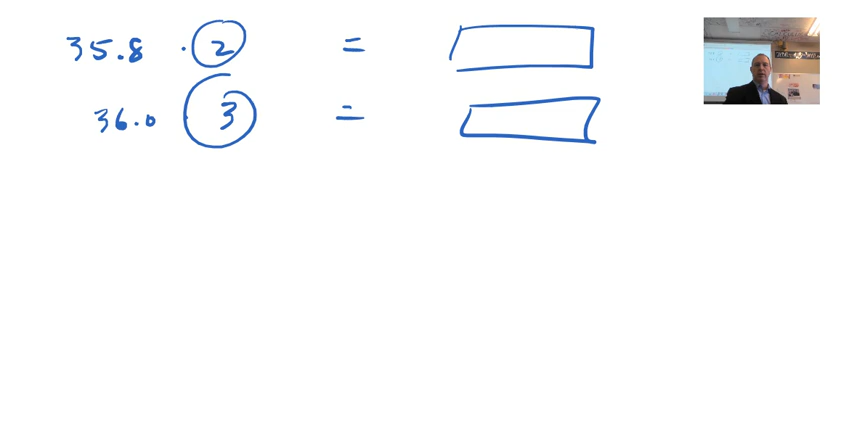 35.8 · 2 =
36.0 3 =